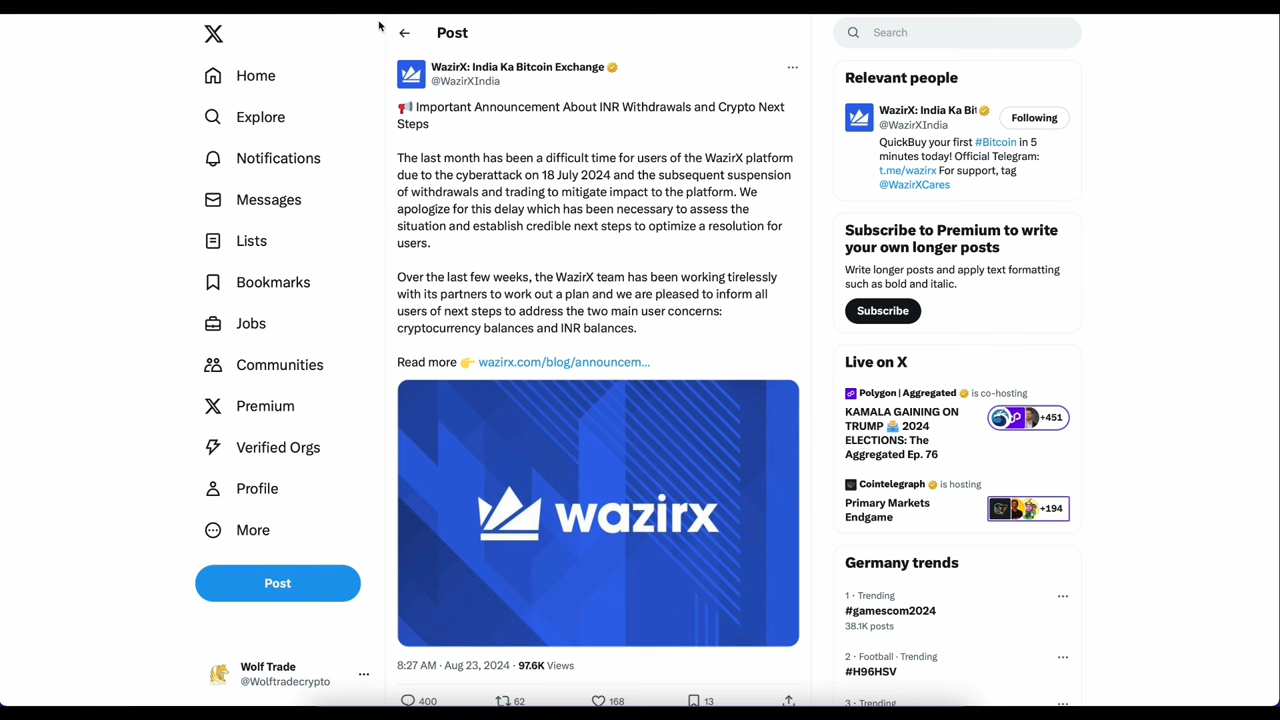 Home
Explore
Notifications
Messages
Lists
Bookmarks
Jobs
Communities
Premium
Verified Orgs
Profile
More
Post
Wolf Trade
@Wolftradecrypto
Post
WazirX: India Ka Bitcoin Exchange
@WazirXIndia
📢 Important Announcement About INR Withdrawals and Crypto Next
Steps
The last month has been a difficult time for users of the WazirX platform
due to the cyberattack on 18 July 2024 and the subsequent suspension
of withdrawals and trading to mitigate impact to the platform. We
apologize for this delay which has been necessary to assess the
situation and establish credible next steps to optimize a resolution for
users.
Over the last few weeks, the WazirX team has been working tirelessly
with its partners to work out a plan and we are pleased to inform all
users of next steps to address the two main user concerns:
cryptocurrency balances and INR balances.
Read more 👉 wazirx.com/blog/announcem...
wazirx
8:27 AM · Aug 23, 2024 · 97.6K Views
400 62 168 13
Search
Relevant people
WazirX: India Ka Bit
@WazirXIndia
Following
QuickBuy your first #Bitcoin in 5
minutes today! Official Telegram:
t.me/wazirx For support, tag
@WazirXCares
Subscribe to Premium to write
your own longer posts
Write longer posts and apply text formatting
such as bold and italic.
Subscribe
Live on X
Polygon | Aggregated is co-hosting
KAMALA GAINING ON
TRUMP 🗳️ 2024
ELECTIONS: The
Aggregated Ep. 76
+451
Cointelegraph is hosting
Primary Markets
Endgame
+194
Germany trends
1 · Trending
#gamescom2024
38.1K posts
2 · Football · Trending
#H96HSV
3 · Trending